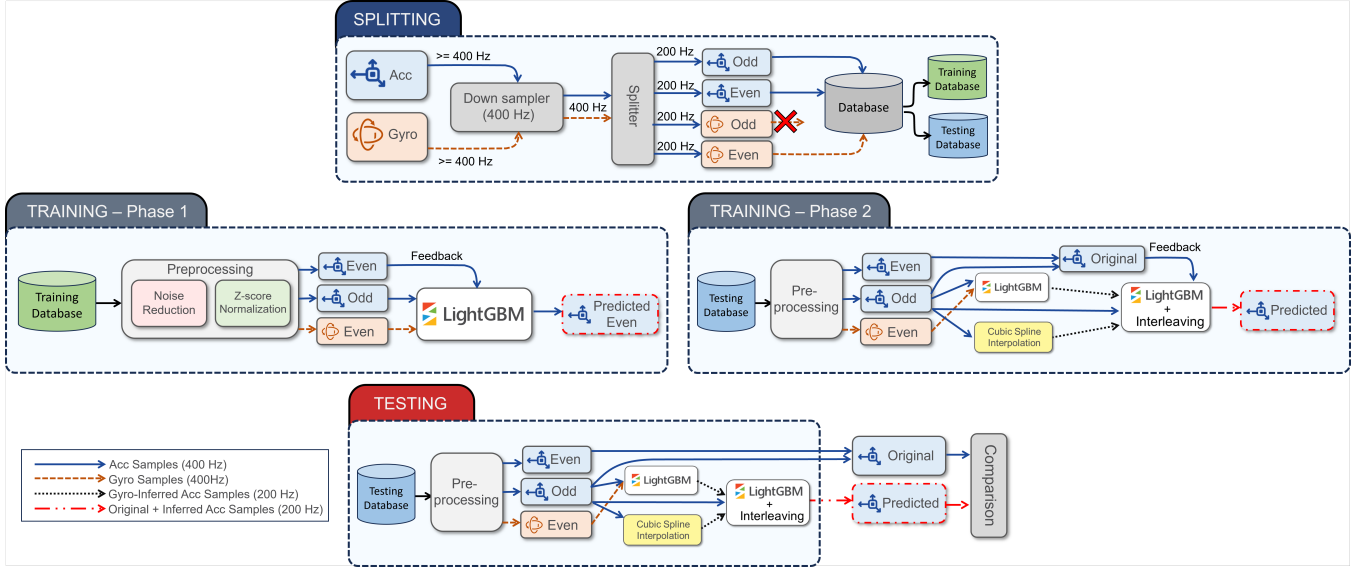 SPLITTING
>= 400 Hz
Acc
Gyro
>= 400 Hz
Down sampler
(400 Hz)
400 Hz
Splitter
200 Hz
Odd
200 Hz
Even
200 Hz
Odd
200 Hz
Even
Database
Training
Database
Testing
Database
TRAINING – Phase 1
Training
Database
Preprocessing
Noise
Reduction
Z-score
Normalization
Even
Odd
Even
Feedback
LightGBM
Predicted
Even
TRAINING – Phase 2
Testing
Database
Pre-
processing
Even
Odd
Even
LightGBM
Cubic Spline
Interpolation
Original
Feedback
LightGBM
+
Interleaving
Predicted
TESTING
Testing
Database
Pre-
processing
Even
Odd
Even
LightGBM
Cubic Spline
Interpolation
LightGBM
+
Interleaving
Original
Predicted
Comparison
Acc Samples (400 Hz)
Gyro Samples (400Hz)
Gyro-Inferred Acc Samples (200 Hz)
Original + Inferred Acc Samples (200 Hz)